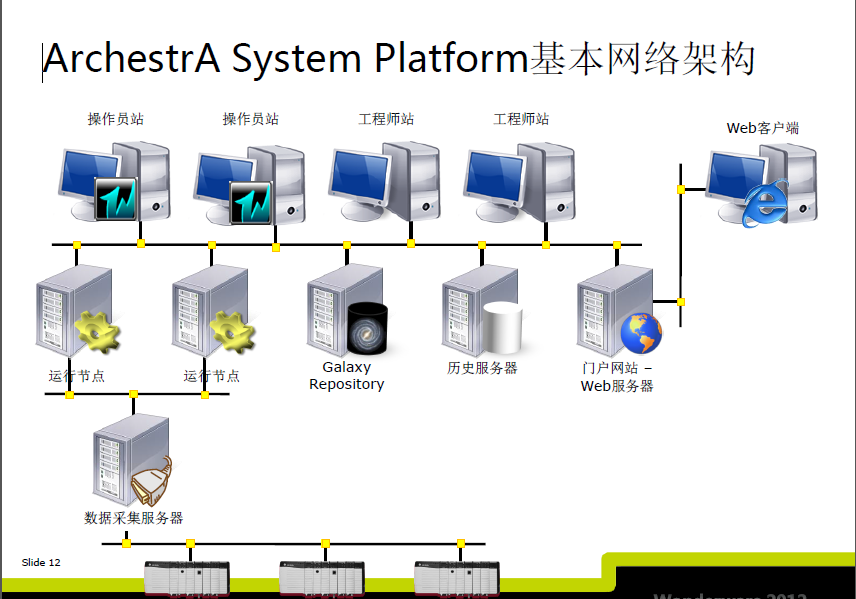 ArchestrA System Platform基本网络架构
操作员站
操作员站
工程师站
工程师站
Web客户端
运行节点
运行节点
Galaxy
Repository
历史服务器
门户网站 –
Web服务器
数据采集服务器
Slide 12
Wonderware 2012